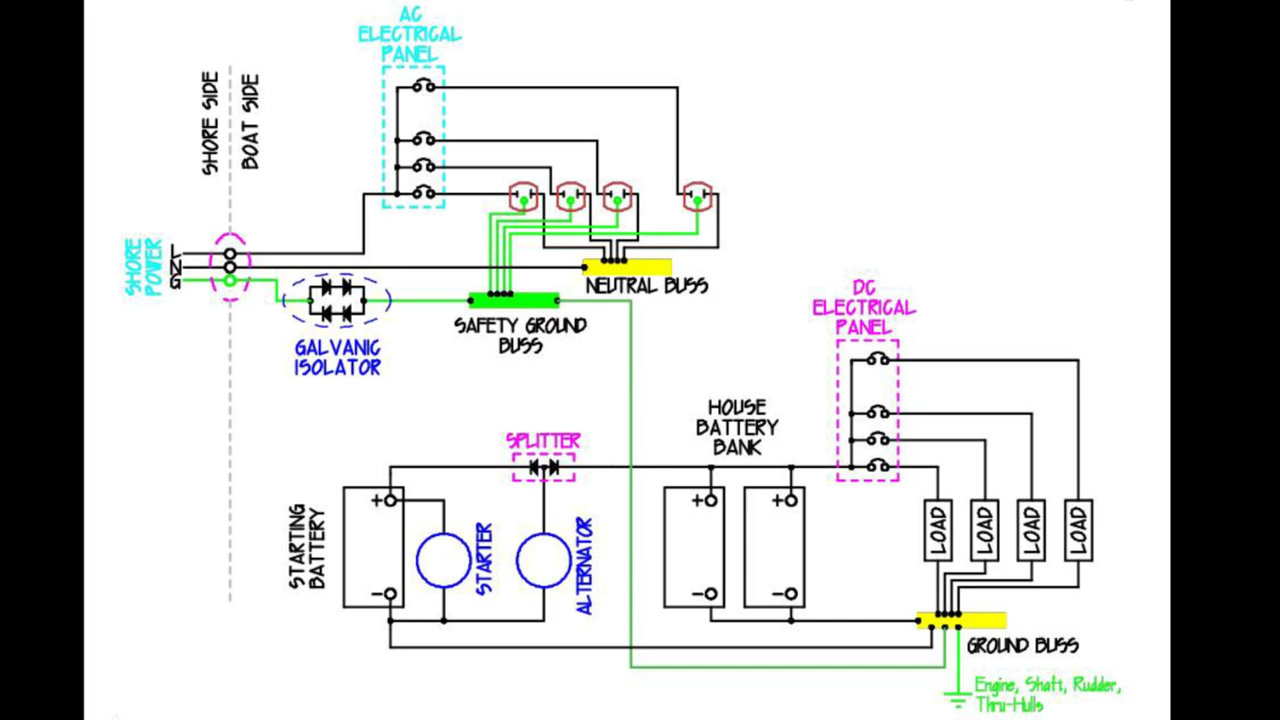 AC
ELECTRICAL
PANEL
SHORE SIDE
BOAT SIDE
SHORE
POWER
L
N
G
GALVANIC
ISOLATOR
NEUTRAL BUSS
SAFETY GROUND
BUSS
DC
ELECTRICAL
PANEL
HOUSE
BATTERY
BANK
SPLITTER
STARTING
BATTERY
+
-
STARTER
ALTERNATOR
+
-
+
-
LOAD
LOAD
LOAD
LOAD
GROUND BUSS
Engine, Shaft, Rudder,
Thru-Hulls